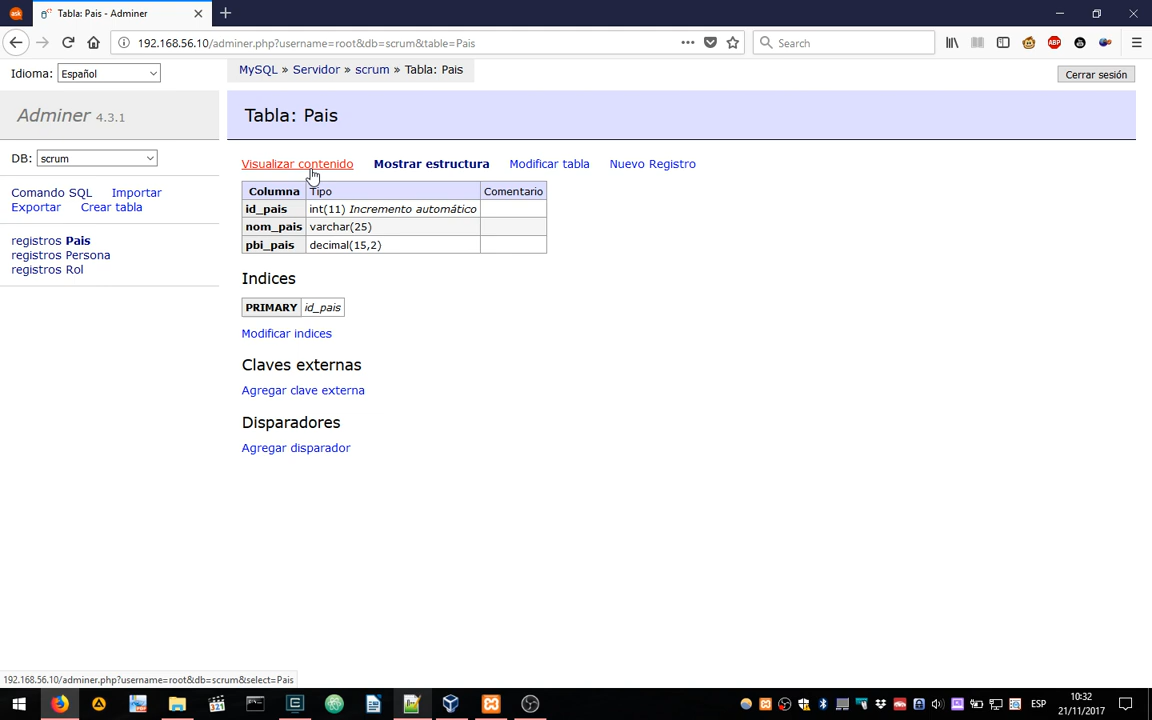 Tabla: Pais - Adminer
192.168.56.10/adminer.php?username=root&db=scrum&table=Pais
Search
Idioma: Español
MySQL » Servidor » scrum » Tabla: Pais
Cerrar sesión
Adminer 4.3.1
Tabla: Pais
DB: scrum
Visualizar contenido Mostrar estructura Modificar tabla Nuevo Registro
Comando SQL Importar
Exportar Crear tabla
registros Pais
registros Persona
registros Rol
Columna Tipo Comentario
id_pais int(11) Incremento automático
nom_pais varchar(25)
pbi_pais decimal(15,2)
Indices
PRIMARY id_pais
Modificar indices
Claves externas
Agregar clave externa
Disparadores
Agregar disparador
192.168.56.10/adminer.php?username=root&db=scrum&select=Pais
ESP
10:32
21/11/2017